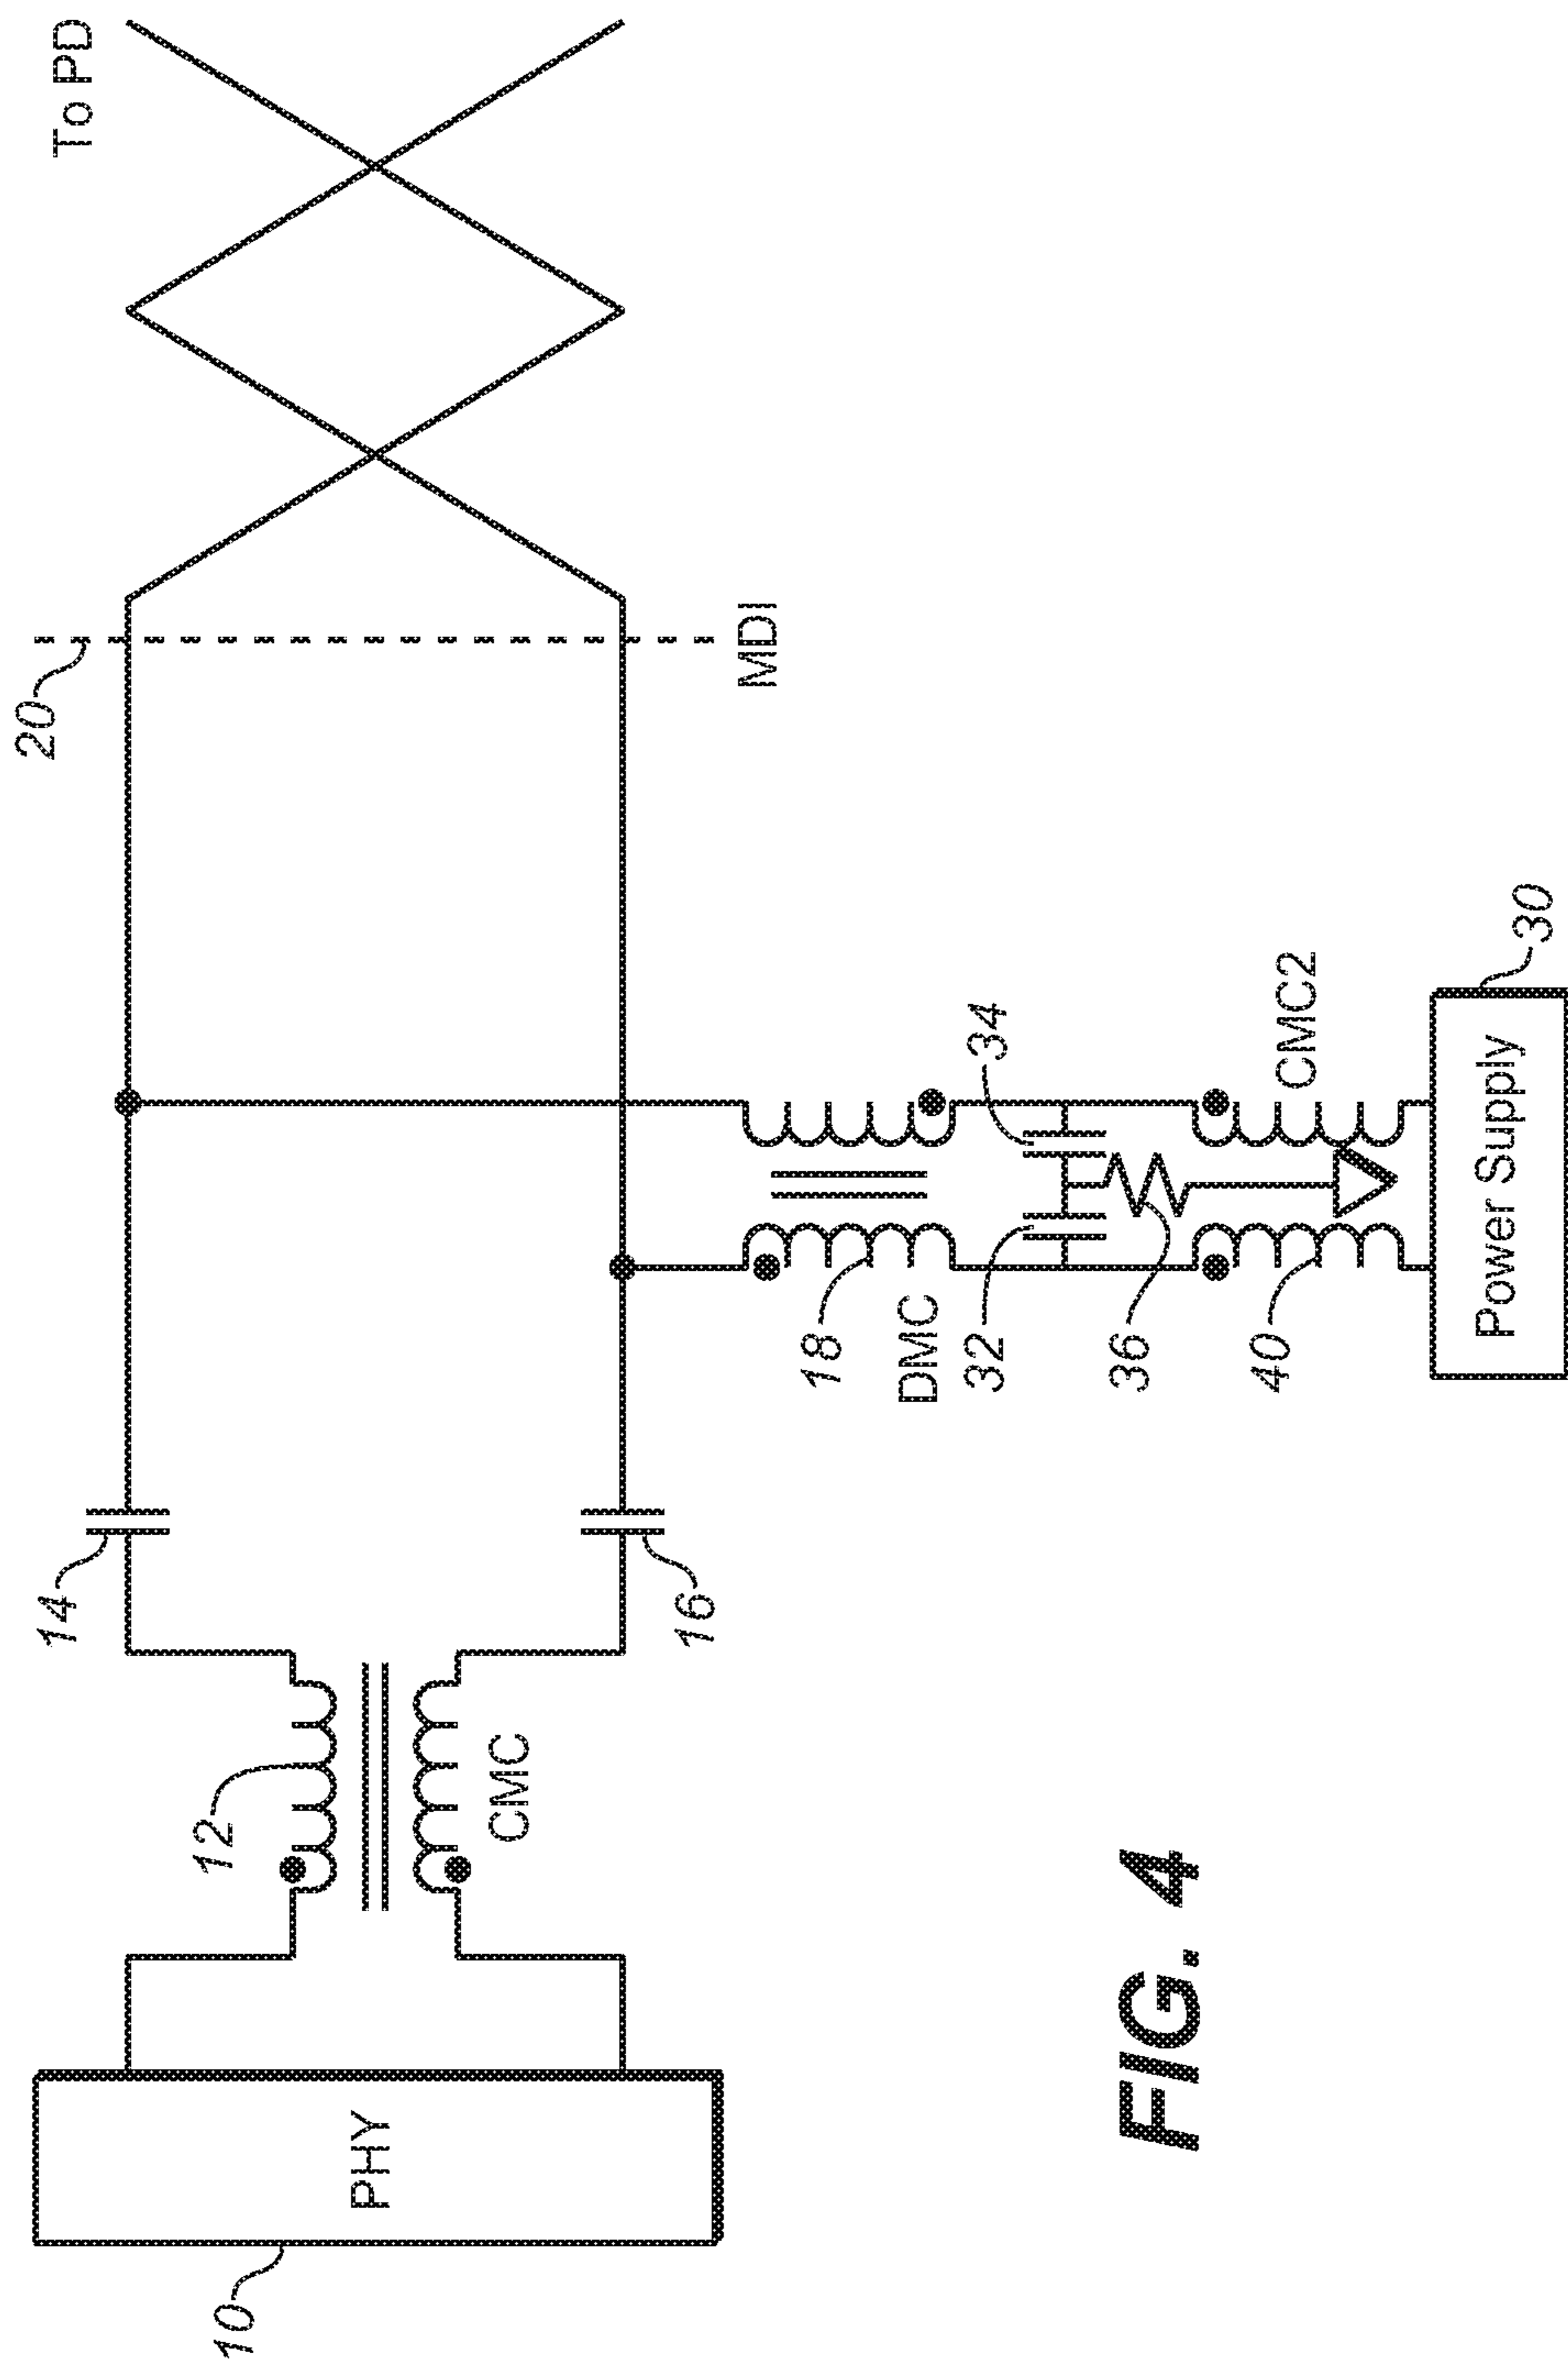 To PD
20
14
12
10
PHY
CMC
16
MDI
18
DMC
34
32
36
CMC2
40
Power Supply
30
FIG. 4